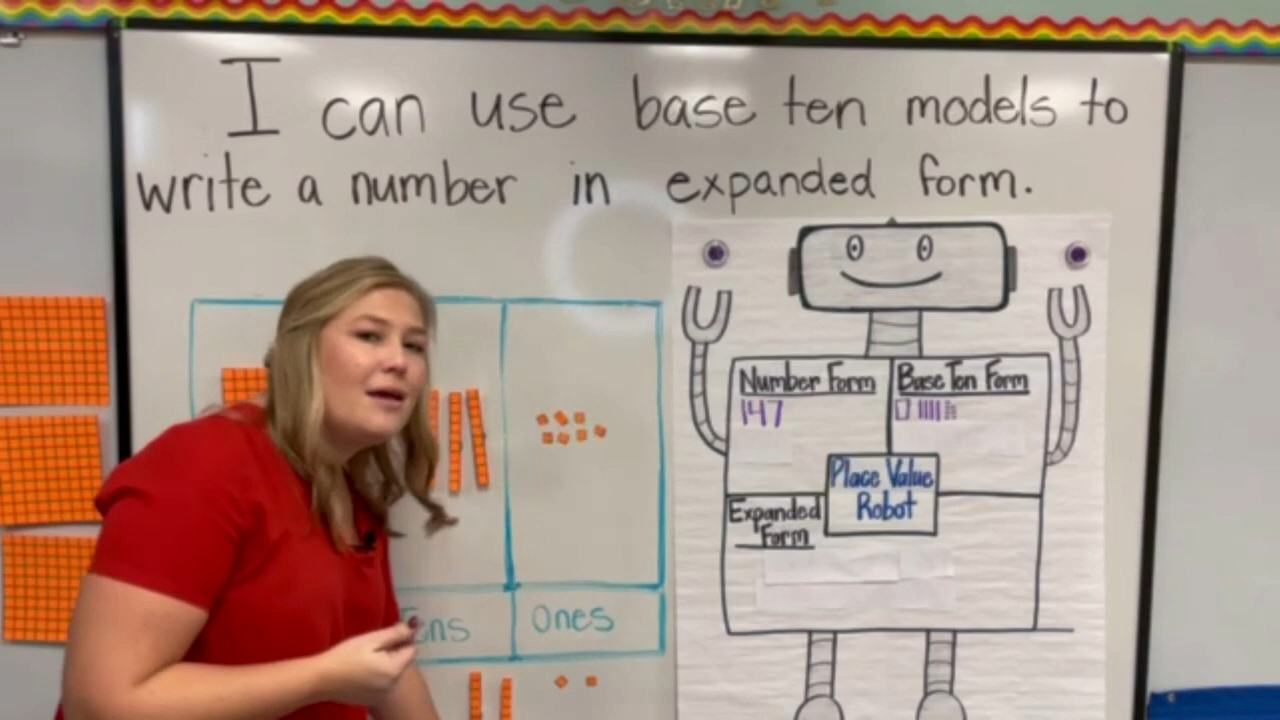 I can use base ten models to
write a number in expanded form.
Number Form
Base Ten Form
147
Place Value
Robot
Expanded
Form
Ones